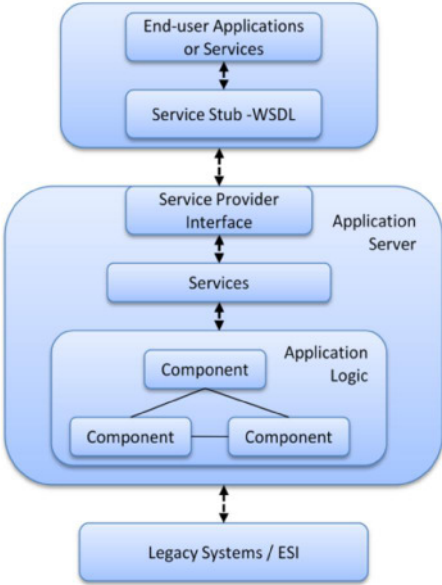 End-user Applications
or Services
Service Stub -WSDL
Service Provider
Interface
Application
Server
Services
Application
Logic
Component
Component
Component
Legacy Systems / ESI